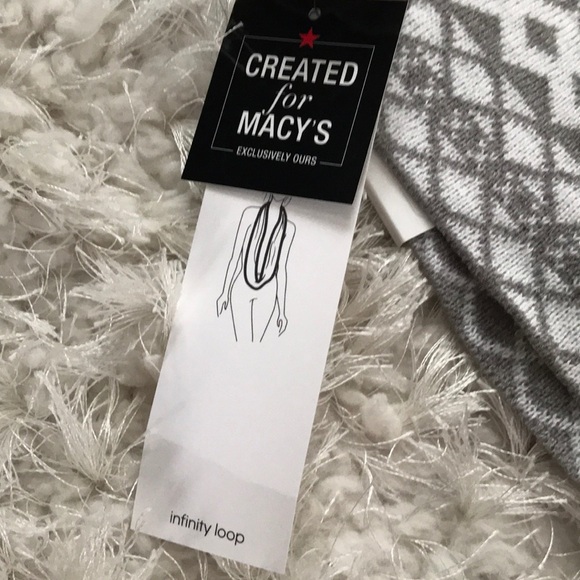 CREATED
for
MACY'S
EXCLUSIVELY OURS
infinity loop